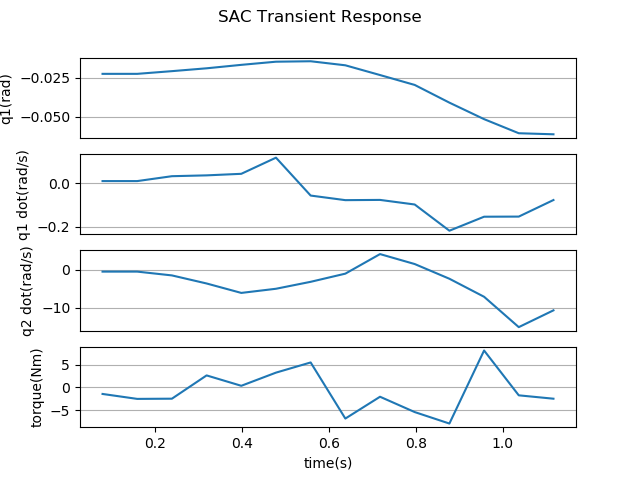 SAC Transient Response
q1(rad)
−0.025
−0.050
q1 dot(rad/s)
0.0
−0.2
q2 dot(rad/s)
0
−10
torque(Nm)
5
0
−5
0.2 0.4 0.6 0.8 1.0
time(s)